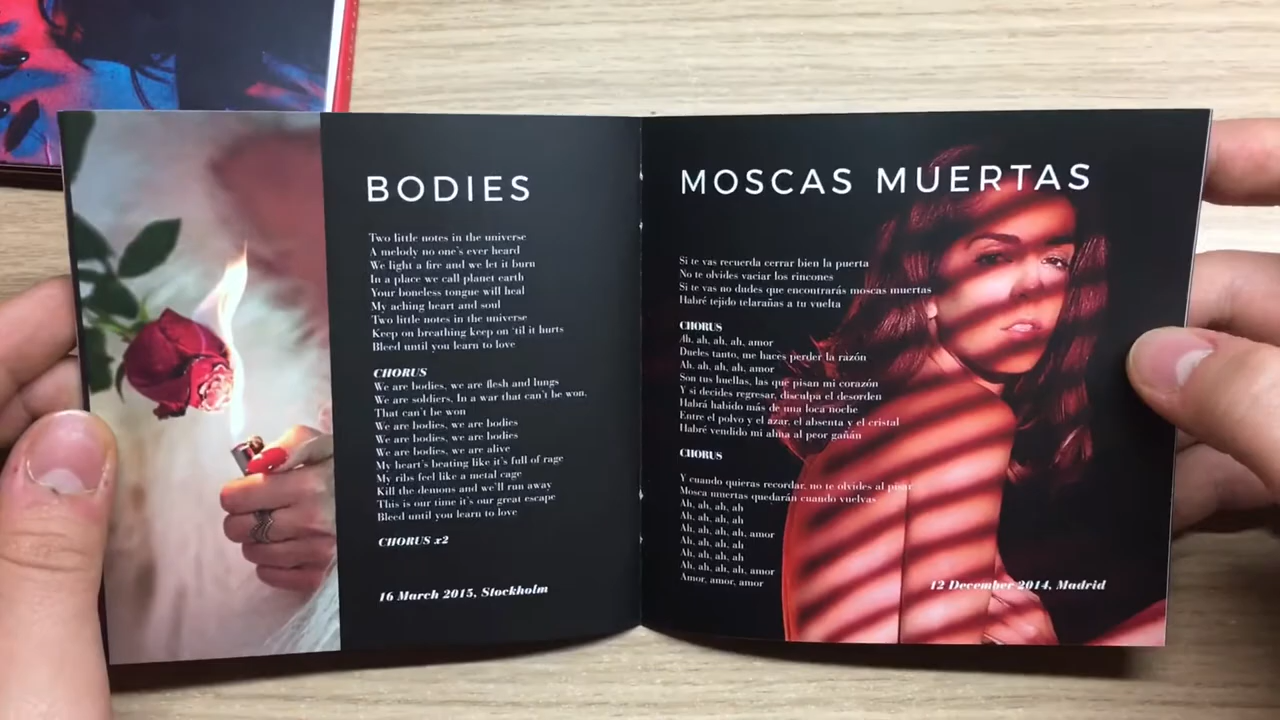 BODIES
Two little notes in the universe
A melody no one's ever heard
We light a fire and we let it burn
In a place we call planet earth
Your boneless tongue will heal
My aching heart and soul
Two little notes in the universe
Keep on breathing keep on 'til it hurts
Bleed until you learn to love
CHORUS
We are bodies, we are flesh and lungs
We are soldiers, In a war that can't be won,
That can't be won
We are bodies, we are bodies
We are bodies, we are bodies
We are bodies, we are alive
My heart's beating like it's full of rage
My ribs feel like a metal cage
Kill the demons and we'll run away
This is our time it's our great escape
Bleed until you learn to love
CHORUS x2
16 March 2015, Stockholm
MOSCAS MUERTAS
Si te vas recuerda cerrar bien la puerta
No te olvides vaciar los rincones
Si te vas no dudes que encontrarás moscas muertas
Habré tejido telarañas a tu vuelta
CHORUS
Ah, ah, ah, ah, amor
Dueles tanto, me haces perder la razón
Ah, ah, ah, ah, amor
Son tus huellas, las que pisan mi corazón
Y si decides regresar, disculpa el desorden
Habrá habido más de una loca noche
Entre el polvo y el azar, el absenta y el cristal
Habré vendido mi alma al peor gañán
CHORUS
Y cuando quieras recordar, no te olvides al pisar
Mosca muertas quedarán cuando vuelvas
Ah, ah, ah, ah
Ah, ah, ah, ah
Ah, ah, ah, ah, amor
Ah, ah, ah, ah
Ah, ah, ah, ah
Ah, ah, ah, ah, amor
Amor, amor, amor
12 December 2014, Madrid